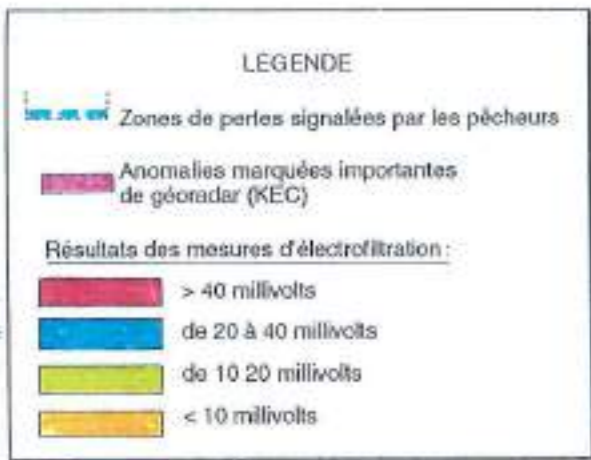 LEGENDE
Zones de pertes signalées par les pêcheurs
Anomalies marquées importantes
de géoradar (KEC)
Résultats des mesures d'électrofiltration :
> 40 millivolts
de 20 à 40 millivolts
de 10 20 millivolts
< 10 millivolts